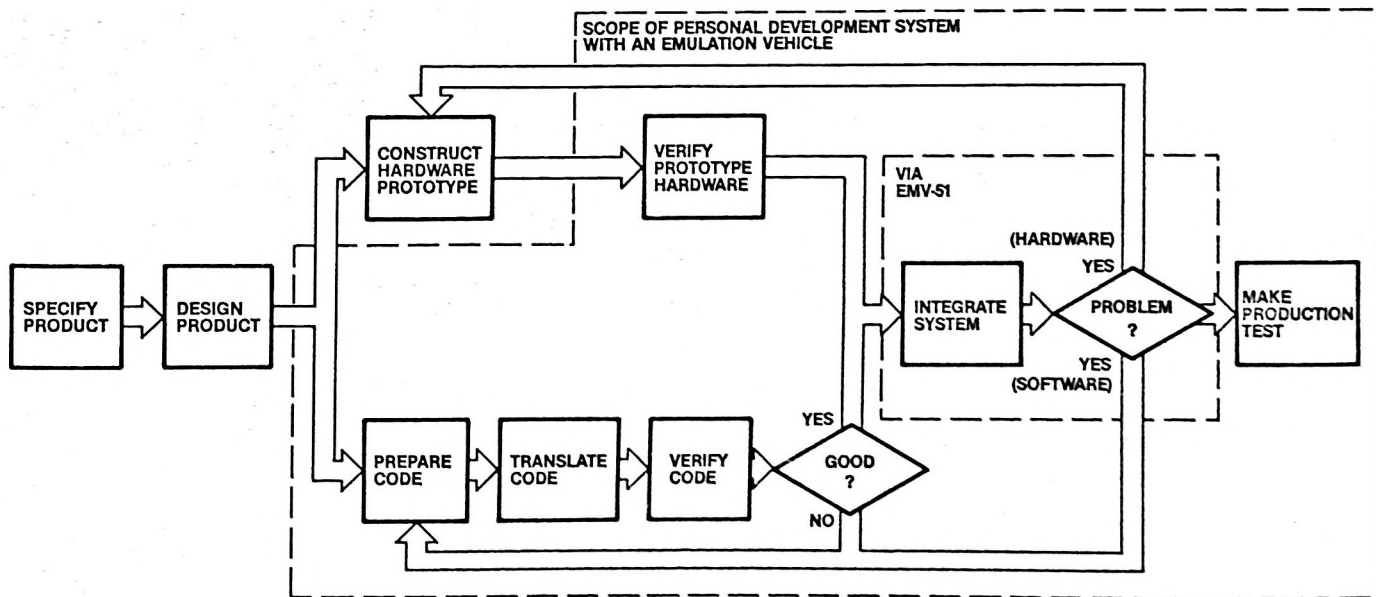 SCOPE OF PERSONAL DEVELOPMENT SYSTEM
WITH AN EMULATION VEHICLE
CONSTRUCT
HARDWARE
PROTOTYPE
VERIFY
PROTOTYPE
HARDWARE
VIA
EMV-51
(HARDWARE)
YES
SPECIFY
PRODUCT
DESIGN
PRODUCT
INTEGRATE
SYSTEM
PROBLEM
?
MAKE
PRODUCTION
TEST
YES
(SOFTWARE)
YES
PREPARE
CODE
TRANSLATE
CODE
VERIFY
CODE
GOOD
?
NO